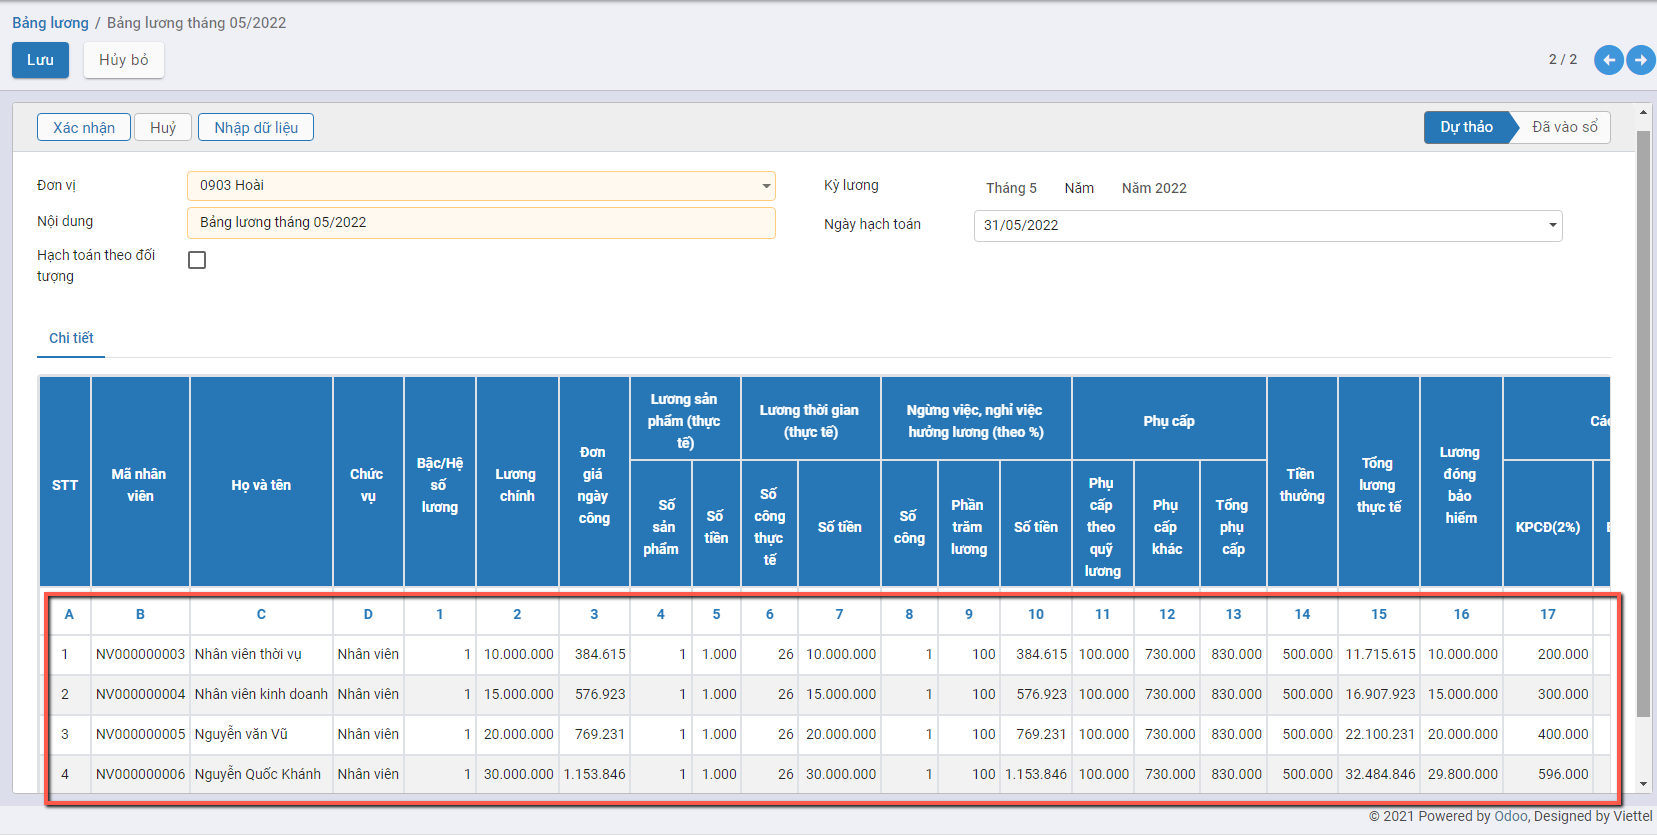 Bảng lương / Bảng lương tháng 05/2022
Lưu Hủy bỏ 2 / 2
Xác nhận Huỷ Nhập dữ liệu Dự thảo Đã vào sổ
Đơn vị 0903 Hoài Kỳ lương Tháng 5 Năm Năm 2022
Nội dung Bảng lương tháng 05/2022 Ngày hạch toán 31/05/2022
Hạch toán theo đối
tượng
Chi tiết
STT
Mã nhân
viên
Họ và tên
Chức
vụ
Bậc/Hệ
số
lương
Lương
chính
Đơn
giá
ngày
công
Lương sản
phẩm (thực
tế)
Số
sản
phẩm
Số
tiền
Lương thời gian
(thực tế)
Số
công
thực
tế
Số tiền
Ngừng việc, nghỉ việc
hưởng lương (theo %)
Số
công
Phần
trăm
lương
Số tiền
Phụ cấp
Phụ
cấp
theo
quỹ
lương
Phụ
cấp
khác
Tổng
phụ
cấp
Tiền
thưởng
Tổng
lương
thực tế
Lương
đóng
bảo
hiểm
KPCĐ(2%)
A B C D 1 2 3 4 5 6 7 8 9 10 11 12 13 14 15 16 17
1 NV000000003 Nhân viên thời vụ Nhân viên 1 10.000.000 384.615 1 1.000 26 10.000.000 1 100 384.615 100.000 730.000 830.000 500.000 11.715.615 10.000.000 200.000
2 NV000000004 Nhân viên kinh doanh Nhân viên 1 15.000.000 576.923 1 1.000 26 15.000.000 1 100 576.923 100.000 730.000 830.000 500.000 16.907.923 15.000.000 300.000
3 NV000000005 Nguyễn văn Vũ Nhân viên 1 20.000.000 769.231 1 1.000 26 20.000.000 1 100 769.231 100.000 730.000 830.000 500.000 22.100.231 20.000.000 400.000
4 NV000000006 Nguyễn Quốc Khánh Nhân viên 1 30.000.000 1.153.846 1 1.000 26 30.000.000 1 100 1.153.846 100.000 730.000 830.000 500.000 32.484.846 29.800.000 596.000
© 2021 Powered by Odoo, Designed by Viettel